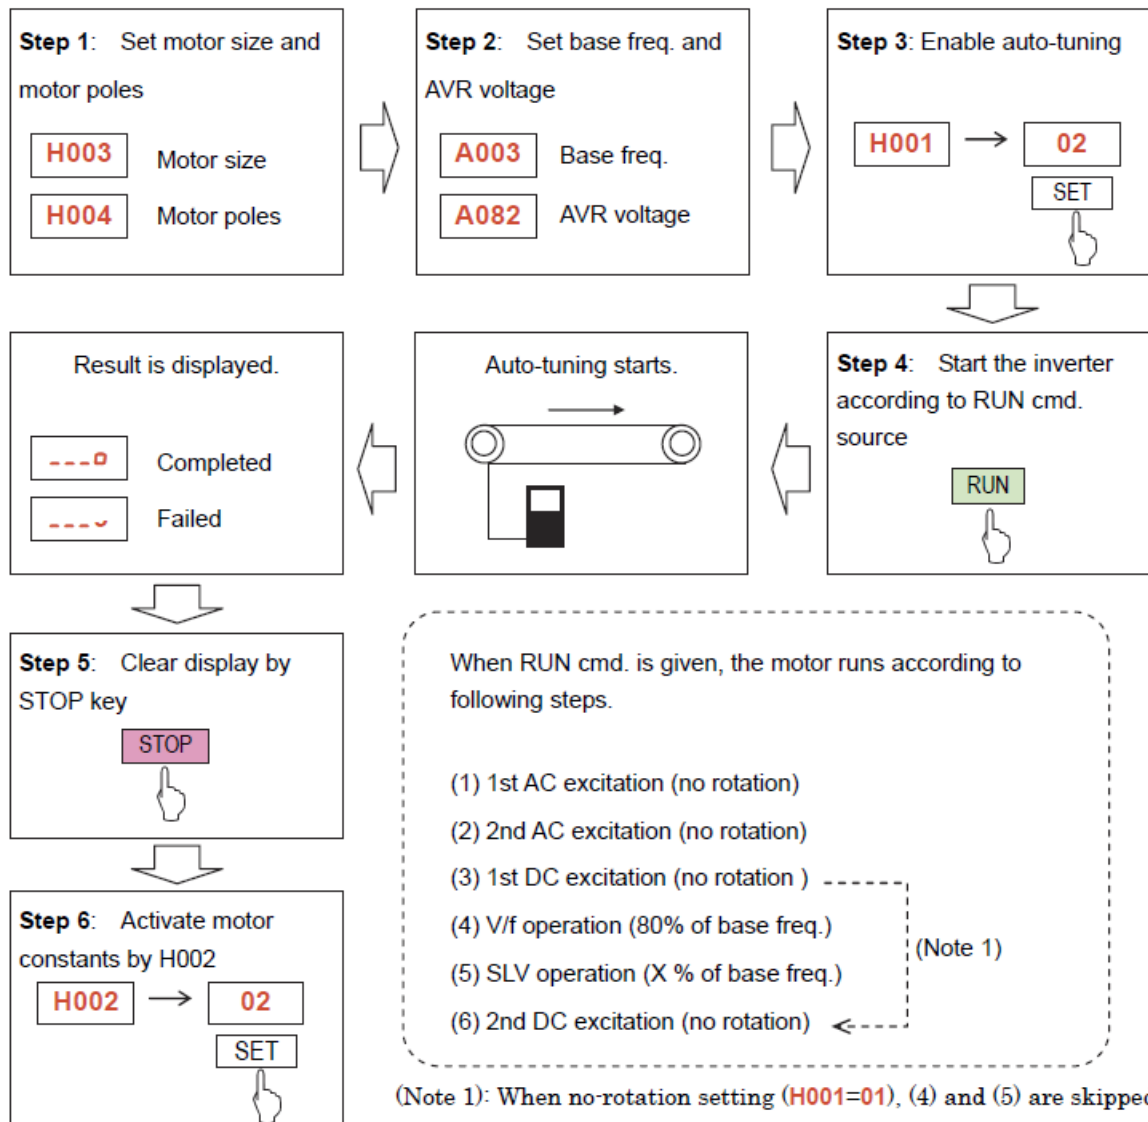 Step 1: Set motor size and
motor poles
H003 Motor size
H004 Motor poles
Step 2: Set base freq. and
AVR voltage
A003 Base freq.
A082 AVR voltage
Step 3: Enable auto-tuning
H001 → 02
SET
Step 4: Start the inverter
according to RUN cmd.
source
RUN
Auto-tuning starts.
Result is displayed.
Completed
Failed
Step 5: Clear display by
STOP key
STOP
Step 6: Activate motor
constants by H002
H002 → 02
SET
When RUN cmd. is given, the motor runs according to
following steps.
(1) 1st AC excitation (no rotation)
(2) 2nd AC excitation (no rotation)
(3) 1st DC excitation (no rotation )
(4) V/f operation (80% of base freq.)
(5) SLV operation (X % of base freq.)
(6) 2nd DC excitation (no rotation)
(Note 1)
(Note 1): When no-rotation setting (H001=01), (4) and (5) are skipped